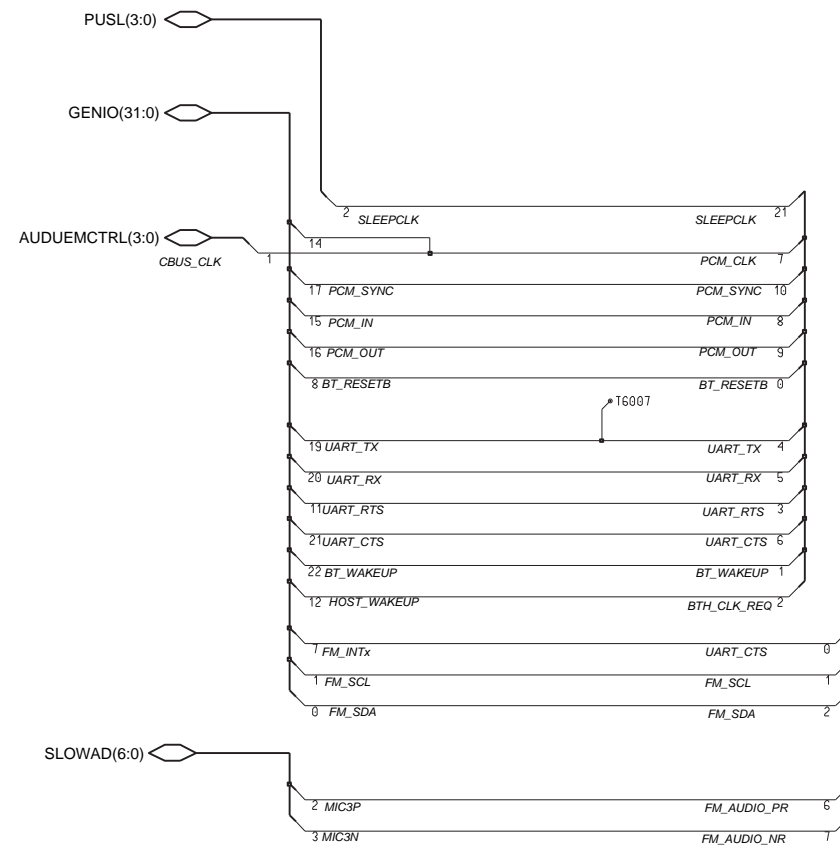 PUSL(3:0)
GENIO(31:0)
2 SLEEPCLK SLEEPCLK 21
AUDUEMCTRL(3:0)
14
CBUS_CLK 1 PCM_CLK 7
17 PCM_SYNC PCM_SYNC 10
15 PCM_IN PCM_IN 8
16 PCM_OUT PCM_OUT 9
8 BT_RESETB BT_RESETB 0
T6007
19 UART_TX UART_TX 4
20 UART_RX UART_RX 5
11 UART_RTS UART_RTS 3
21 UART_CTS UART_CTS 6
22 BT_WAKEUP BT_WAKEUP 1
12 HOST_WAKEUP BTH_CLK_REQ 2
7 FM_INTx UART_CTS 0
1 FM_SCL FM_SCL 1
0 FM_SDA FM_SDA 2
SLOWAD(6:0)
2 MIC3P FM_AUDIO_PR 6
3 MIC3N FM_AUDIO_NR 7